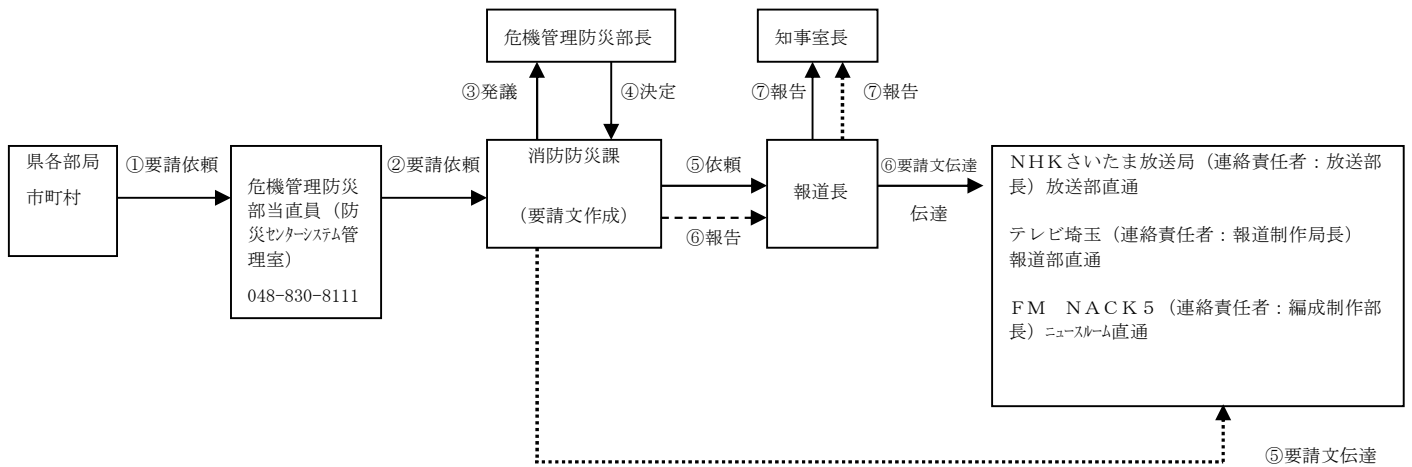 危機管理防災部長
知事室長
③発議
④決定
⑦報告
⑦報告
県各部局
市町村
①要請依頼
危機管理防災
部当直員（防
災ｾﾝﾀｰｼｽﾃﾑ管
理室）
048-830-8111
②要請依頼
消防防災課
（要請文作成）
⑤依頼
⑥報告
報道長
⑥要請文伝達
伝達
ＮＨＫさいたま放送局（連絡責任者：放送部
長）放送部直通
テレビ埼玉（連絡責任者：報道制作局長）
報道部直通
ＦＭ　ＮＡＣＫ５（連絡責任者：編成制作部
長）ﾆｭｰｽﾙｰﾑ直通
⑤要請文伝達